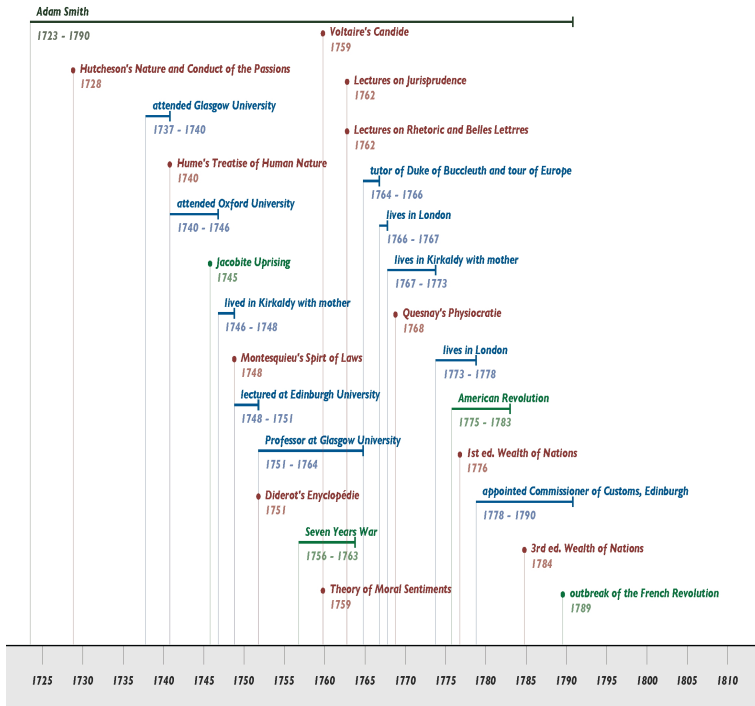 Adam Smith
1723 - 1790
Voltaire's Candide
1759
Hutcheson's Nature and Conduct of the Passions
1728
Lectures on Jurisprudence
1762
attended Glasgow University
1737 - 1740
Lectures on Rhetoric and Belles Lettrres
1762
Hume's Treatise of Human Nature
1740
tutor of Duke of Buccleuth and tour of Europe
1764 - 1766
attended Oxford University
1740 - 1746
lives in London
1766 - 1767
Jacobite Uprising
1745
lives in Kirkaldy with mother
1767 - 1773
lived in Kirkaldy with mother
1746 - 1748
Quesnay's Physiocratie
1768
Montesquieu's Spirt of Laws
1748
lives in London
1773 - 1778
lectured at Edinburgh University
1748 - 1751
American Revolution
1775 - 1783
Professor at Glasgow University
1751 - 1764
1st ed. Wealth of Nations
1776
Diderot's Enyclopédie
1751
appointed Commissioner of Customs, Edinburgh
1778 - 1790
Seven Years War
1756 - 1763
3rd ed. Wealth of Nations
1784
Theory of Moral Sentiments
1759
outbreak of the French Revolution
1789
1725 1730 1735 1740 1745 1750 1755 1760 1765 1770 1775 1780 1785 1790 1795 1800 1805 1810